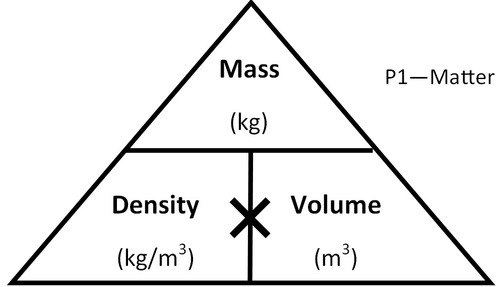 Mass
P1—Matter
(kg)
Density Volume
(kg/m³) (m³)